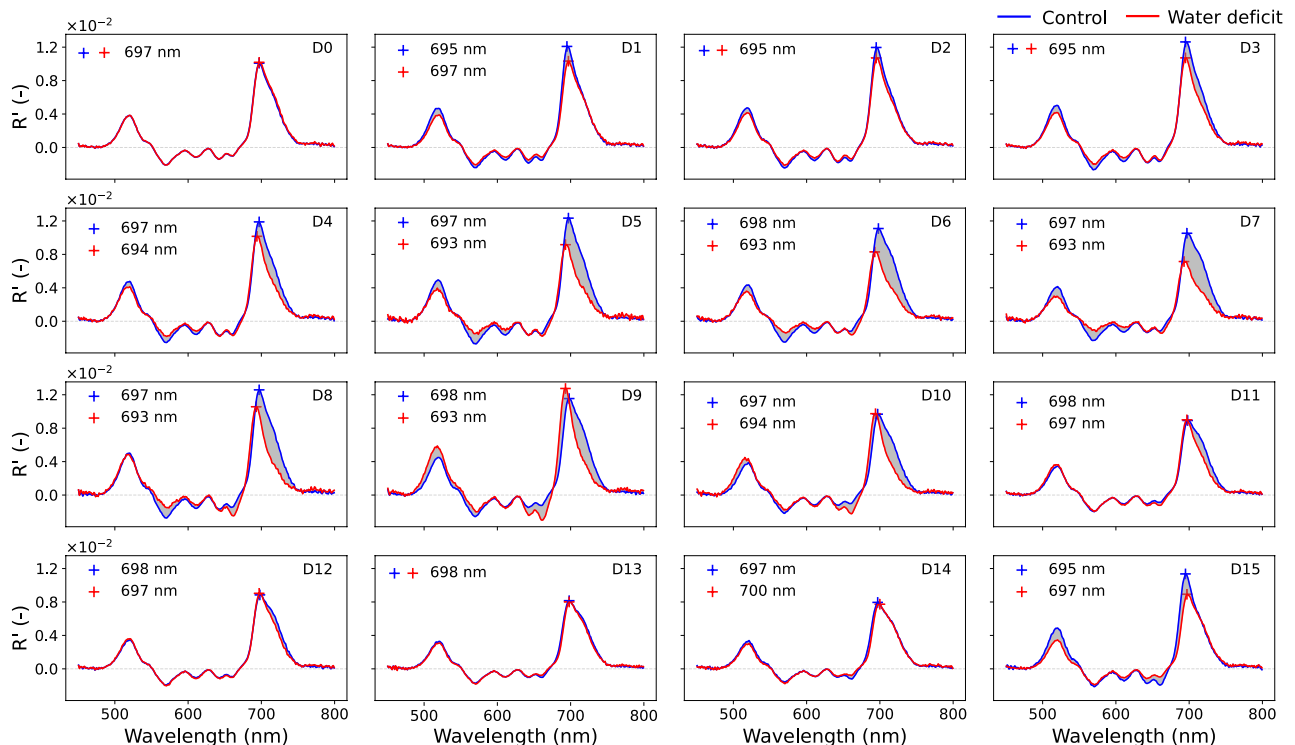 Control Water deficit
×10⁻²
R' (-)
1.2
0.8
0.4
0.0
697 nm
D0
695 nm
697 nm
D1
695 nm
D2
695 nm
D3
×10⁻²
R' (-)
1.2
0.8
0.4
0.0
697 nm
694 nm
D4
697 nm
693 nm
D5
698 nm
693 nm
D6
697 nm
693 nm
D7
×10⁻²
R' (-)
1.2
0.8
0.4
0.0
697 nm
693 nm
D8
698 nm
693 nm
D9
697 nm
694 nm
D10
698 nm
697 nm
D11
×10⁻²
R' (-)
1.2
0.8
0.4
0.0
698 nm
697 nm
D12
698 nm
D13
697 nm
700 nm
D14
695 nm
697 nm
D15
500 600 700 800
500 600 700 800
500 600 700 800
500 600 700 800
Wavelength (nm)
Wavelength (nm)
Wavelength (nm)
Wavelength (nm)